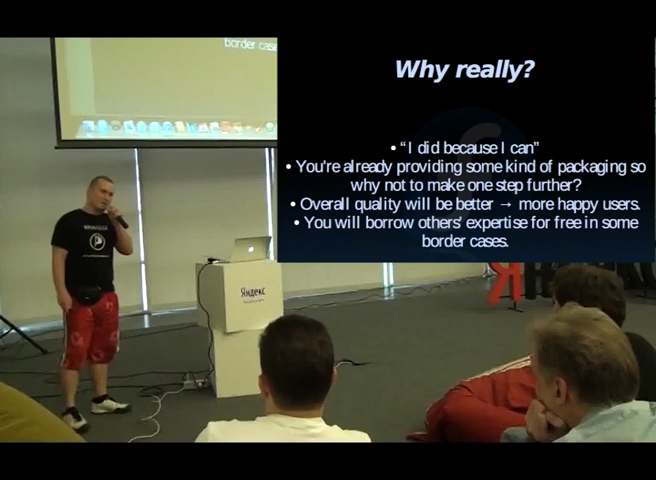 border cas
Why really?
• “I did because I can”
• You're already providing some kind of packaging so
why not to make one step further?
• Overall quality will be better → more happy users.
• You will borrow others' expertise for free in some
border cases.
Яндекс
Я